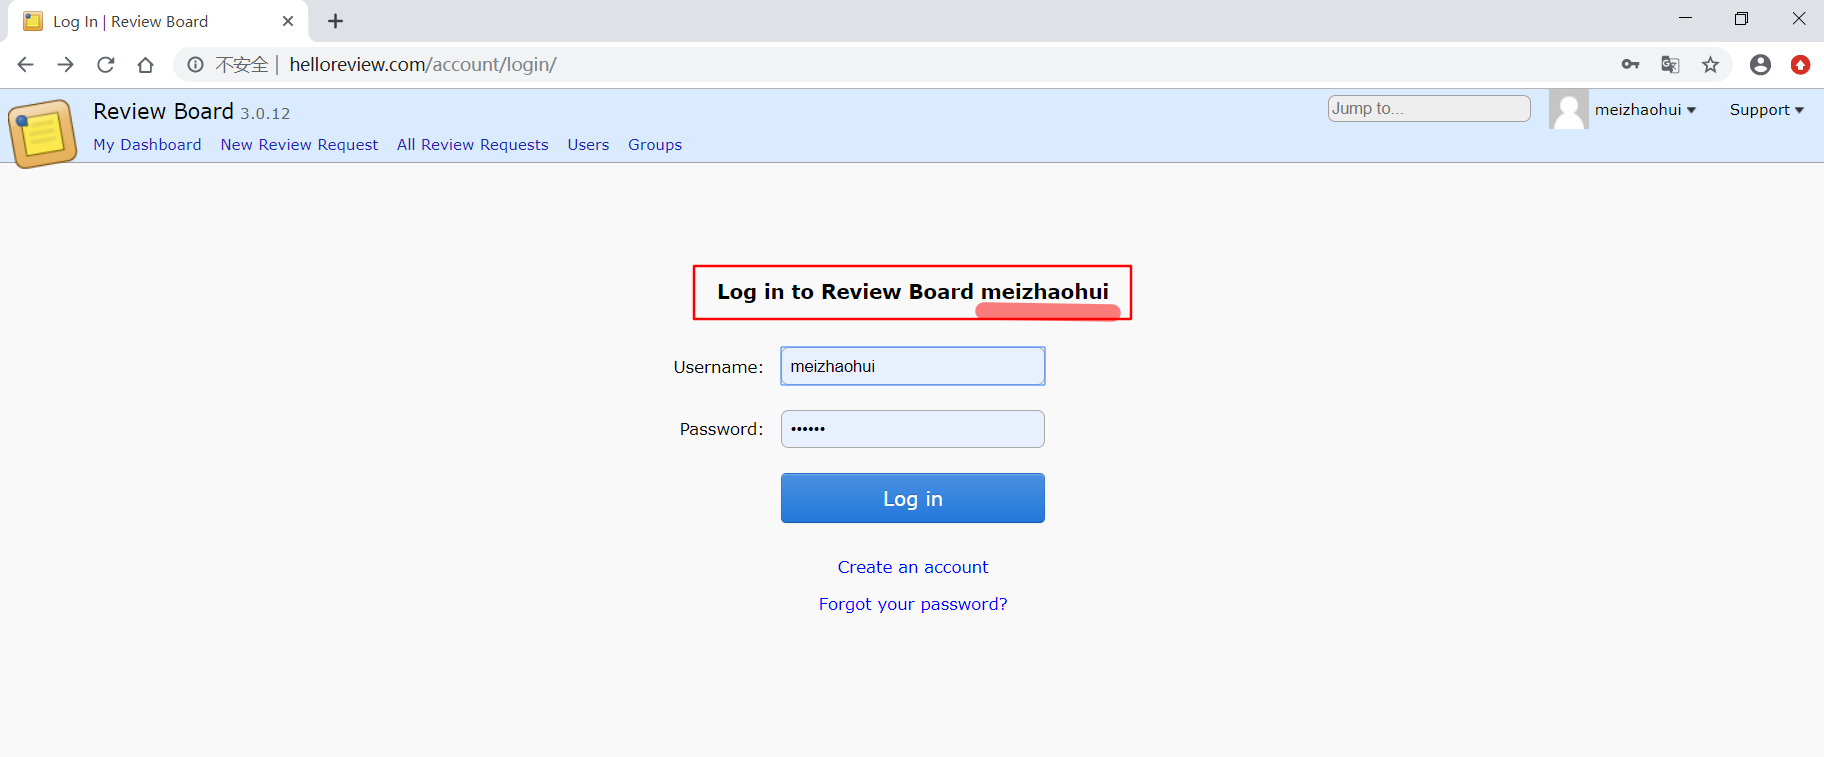 Log In | Review Board
不安全 | helloreview.com/account/login/
Review Board 3.0.12
Jump to...
meizhaohui
Support
My Dashboard New Review Request All Review Requests Users Groups
Log in to Review Board meizhaohui
Username: meizhaohui
Password: ••••••
Log in
Create an account
Forgot your password?